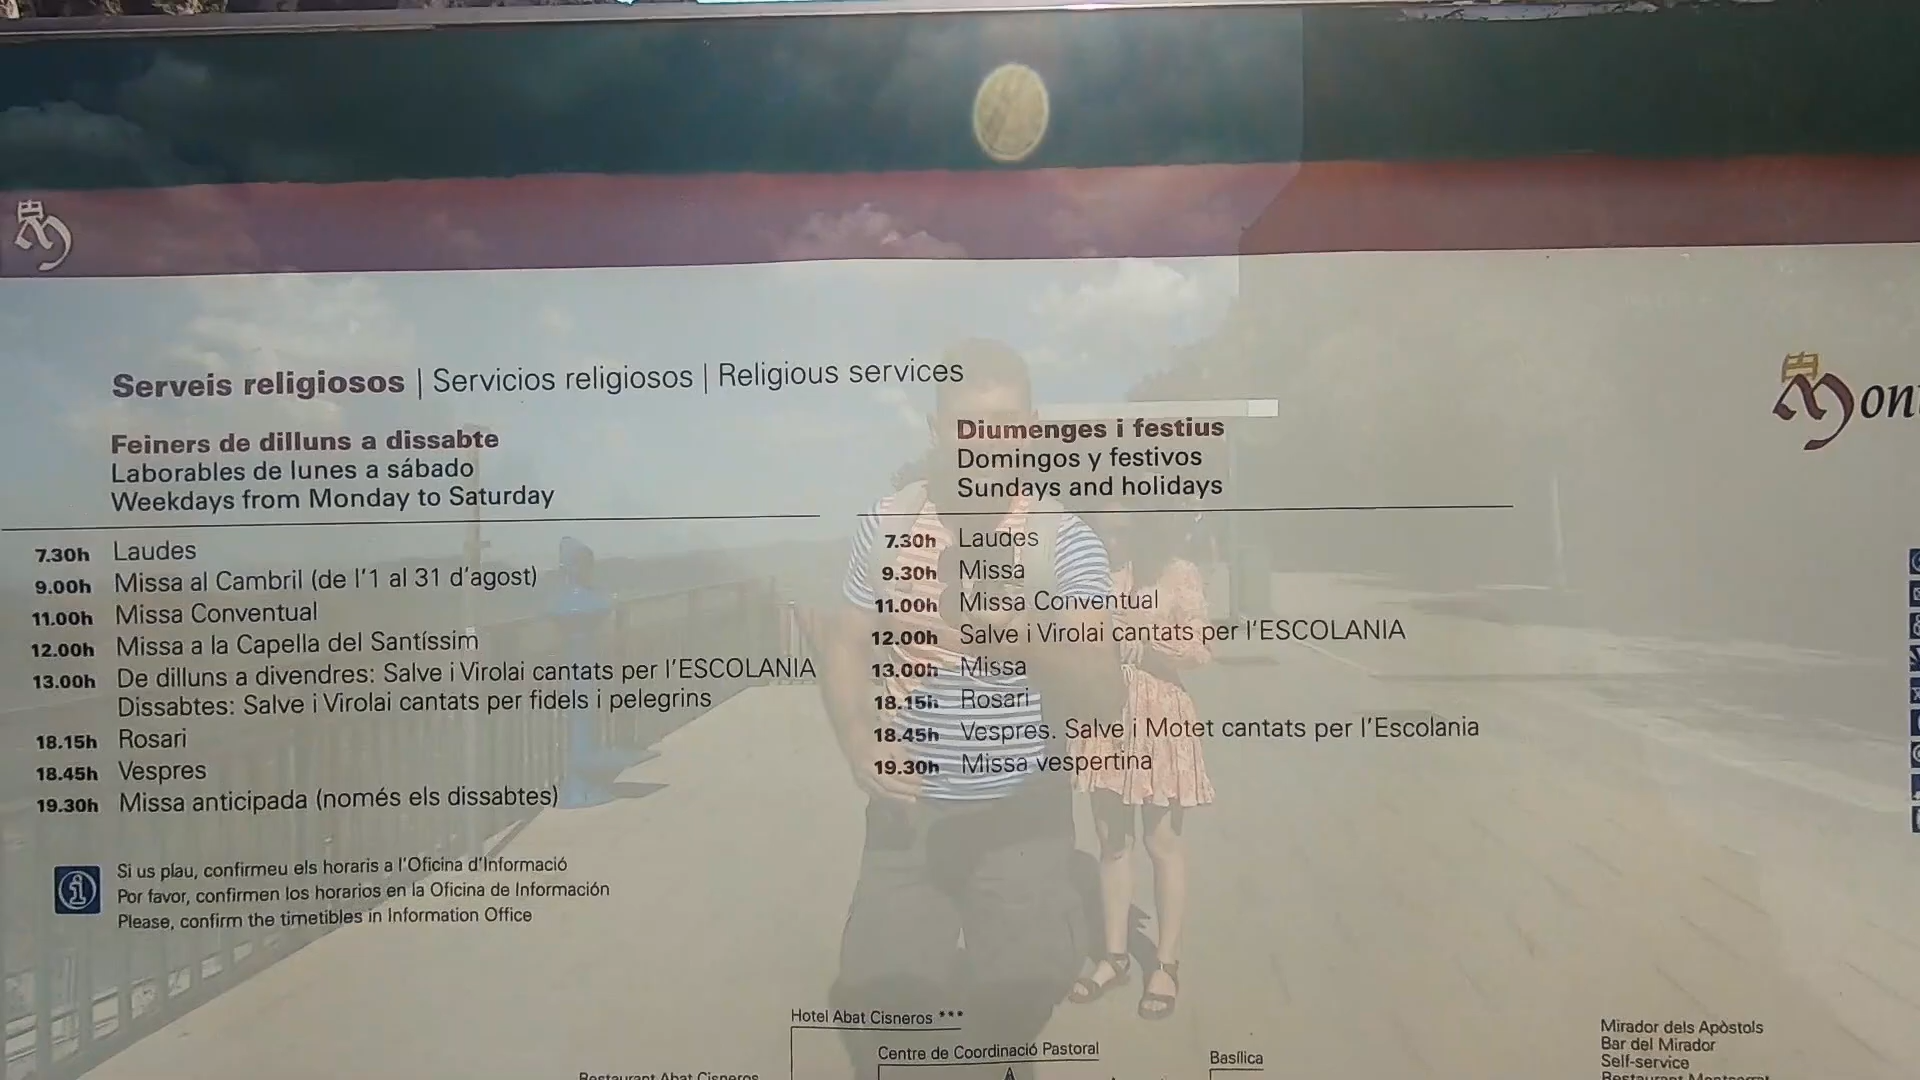 Serveis religiosos | Servicios religiosos | Religious services
Feiners de dilluns a dissabte
Laborables de lunes a sábado
Weekdays from Monday to Saturday
7.30h Laudes
9.00h Missa al Cambril (de l'1 al 31 d'agost)
11.00h Missa Conventual
12.00h Missa a la Capella del Santíssim
13.00h De dilluns a divendres: Salve i Virolai cantats per l'ESCOLANIA
Dissabtes: Salve i Virolai cantats per fidels i pelegrins
18.15h Rosari
18.45h Vespres
19.30h Missa anticipada (només els dissabtes)
Si us plau, confirmeu els horaris a l'Oficina d'Informació
Por favor, confirmen los horarios en la Oficina de Información
Please, confirm the timetibles in Information Office
Diumenges i festius
Domingos y festivos
Sundays and holidays
7.30h Laudes
9.30h Missa
11.00h Missa Conventual
12.00h Salve i Virolai cantats per l'ESCOLANIA
13.00h Missa
18.15h Rosari
18.45h Vespres. Salve i Motet cantats per l'Escolania
19.30h Missa vespertina
Hotel Abat Cisneros ***
Centre de Coordinació Pastoral
Basílica
Restaurant Abat Cisneros
Mirador dels Apòstols
Bar del Mirador
Self-service